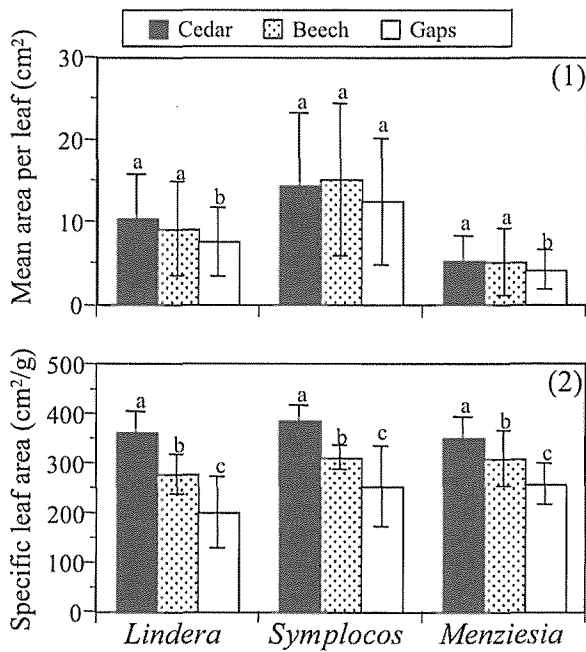 Cedar Beech Gaps
(1)
Mean area per leaf (cm²)
30
20
10
0
a a b
a a a
a a b
(2)
Specific leaf area (cm²/g)
500
400
300
200
100
0
a b c
a b c
a b c
Lindera Symplocos Menziesia